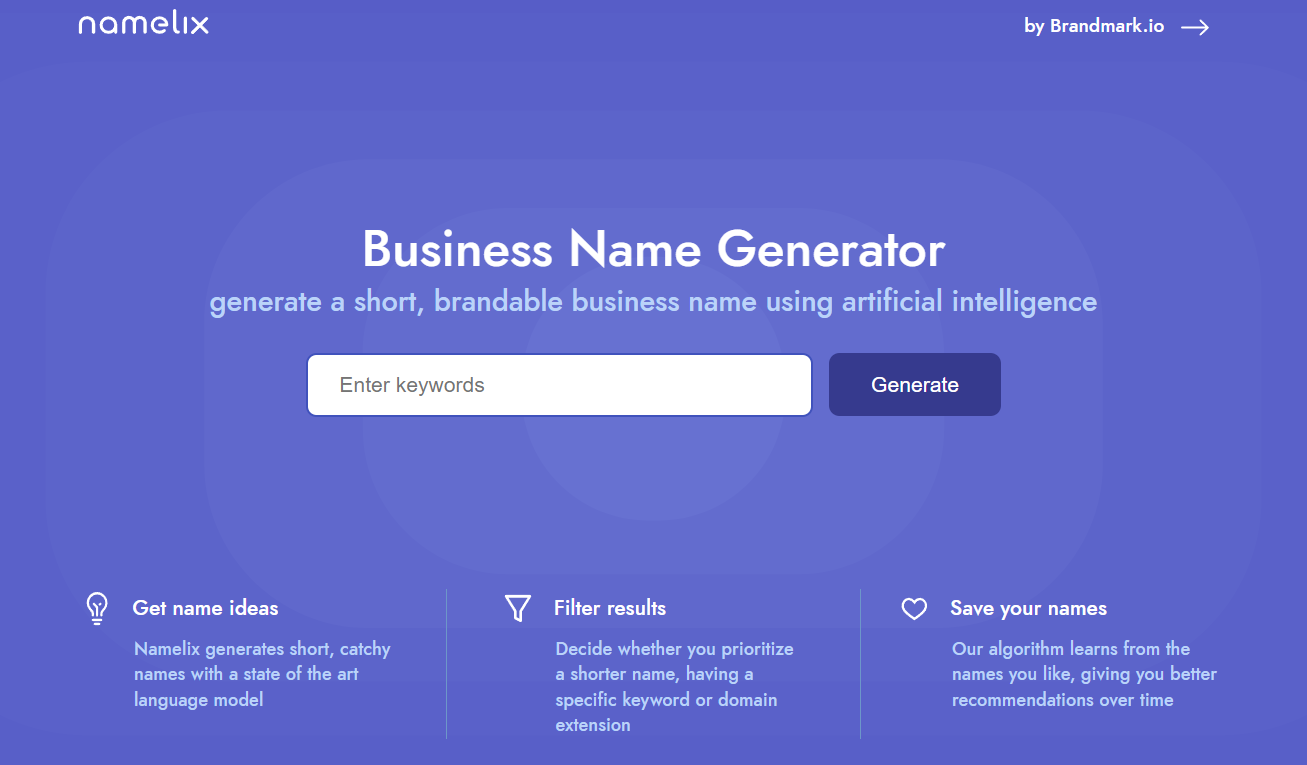 namelix
by Brandmark.io
Business Name Generator
generate a short, brandable business name using artificial intelligence
Enter keywords
Generate
Get name ideas
Namelix generates short, catchy
names with a state of the art
language model
Filter results
Decide whether you prioritize
a shorter name, having a
specific keyword or domain
extension
Save your names
Our algorithm learns from the
names you like, giving you better
recommendations over time